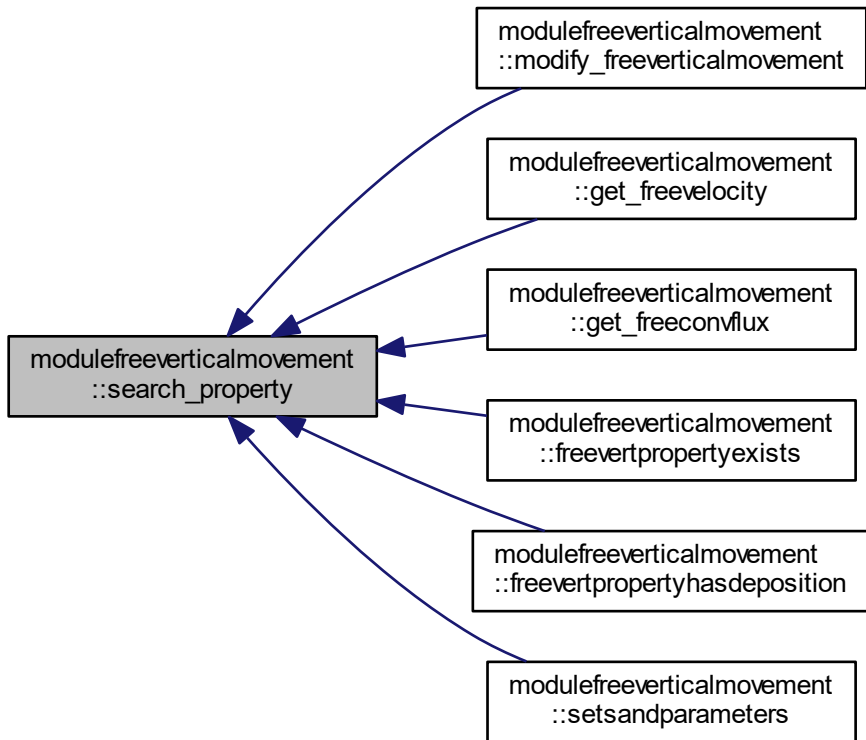 modulefreeverticalmovement
::modify_freeverticalmovement
modulefreeverticalmovement
::get_freevelocity
modulefreeverticalmovement
::get_freeconvflux
modulefreeverticalmovement
::search_property
modulefreeverticalmovement
::freevertpropertyexists
modulefreeverticalmovement
::freevertpropertyhasdeposition
modulefreeverticalmovement
::setsandparameters